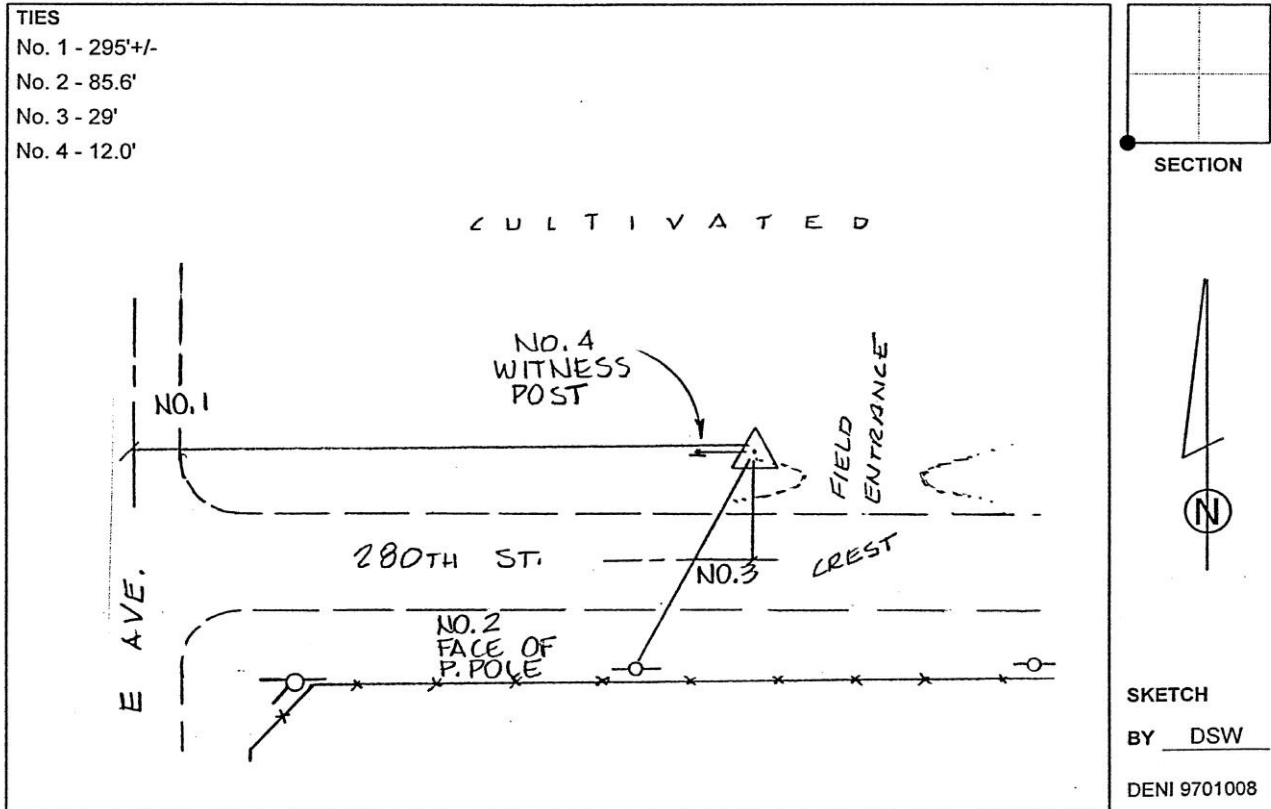 TIES
No. 1 - 295'+/-
No. 2 - 85.6'
No. 3 - 29'
No. 4 - 12.0'
SECTION
CULTIVATED
NO. 4
WITNESS
POST
NO. 1
FIELD
ENTRANCE
N
280TH ST.
NO. 3
CREST
E AVE.
NO. 2
FACE OF
P. POLE
SKETCH
BY DSW
DENI 9701008